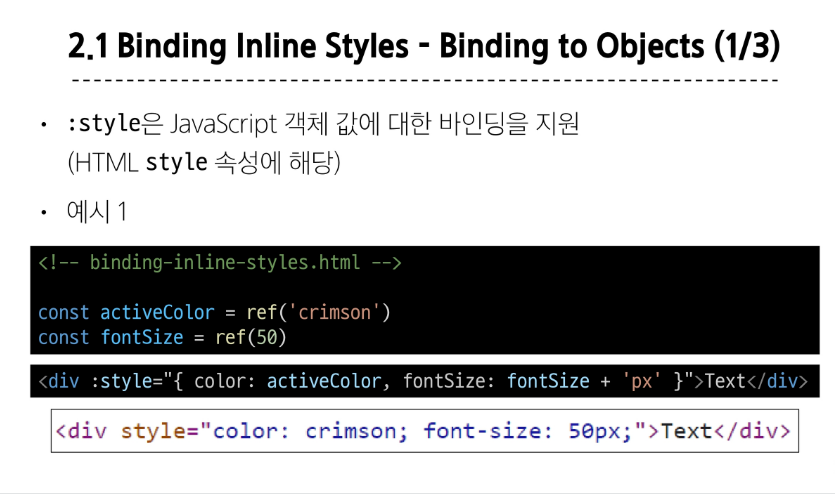 2.1 Binding Inline Styles - Binding to Objects (1/3)
• :style은 JavaScript 객체 값에 대한 바인딩을 지원
(HTML style 속성에 해당)
• 예시 1
<!-- binding-inline-styles.html -->
const activeColor = ref('crimson')
const fontSize = ref(50)
<div :style="{ color: activeColor, fontSize: fontSize + 'px' }">Text</div>
<div style="color: crimson; font-size: 50px;">Text</div>